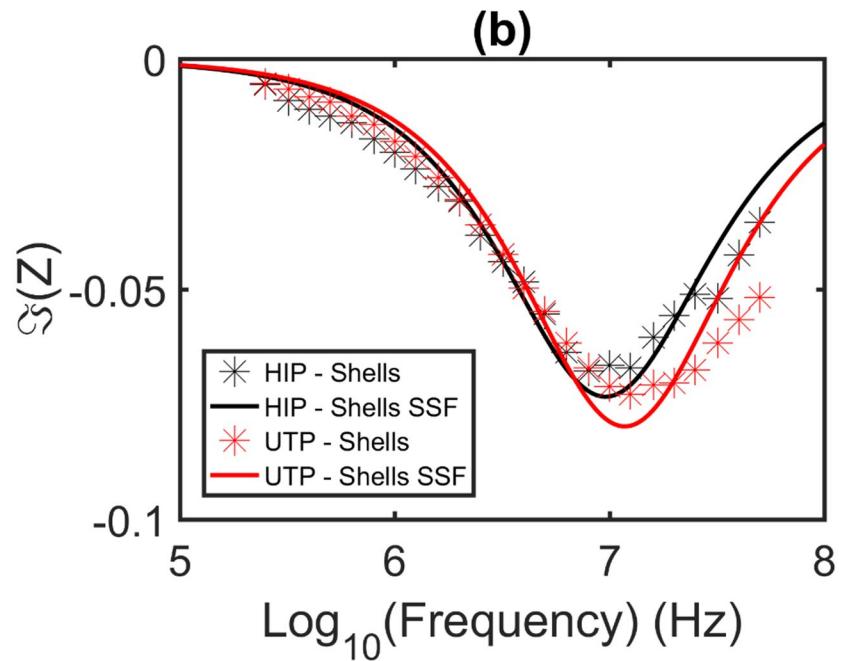 (b)
0
-0.05
-0.1
ℑ(Z)
HIP - Shells
HIP - Shells SSF
UTP - Shells
UTP - Shells SSF
5 6 7 8
Log₁₀(Frequency) (Hz)